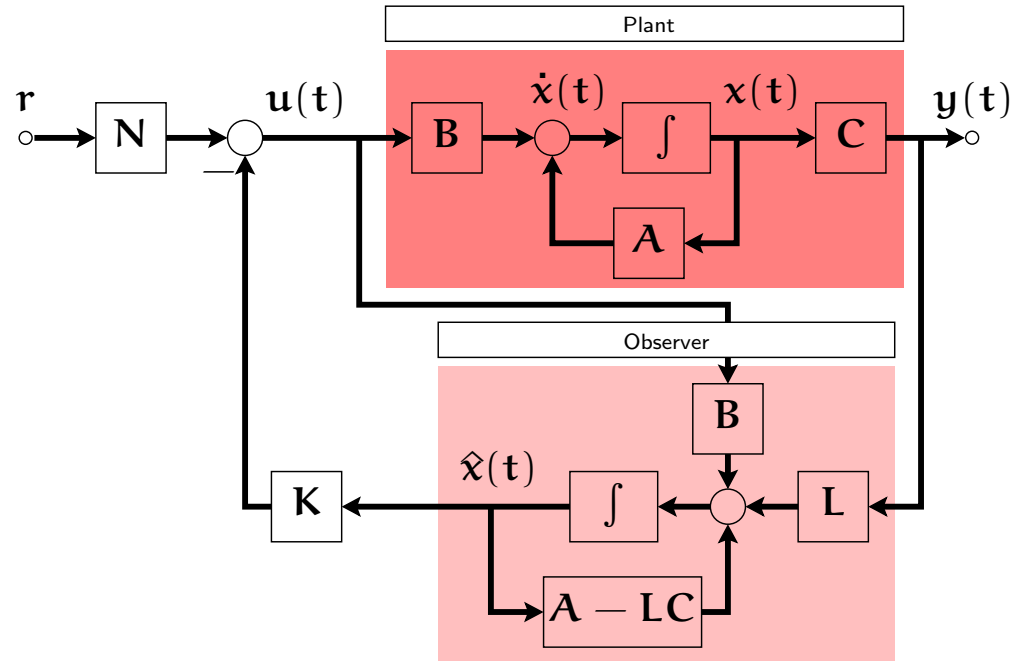 Plant
r
N
u(t)
B
ẋ(t)
∫
x(t)
C
y(t)
−
A
Observer
B
x̂(t)
K
∫
L
A − LC